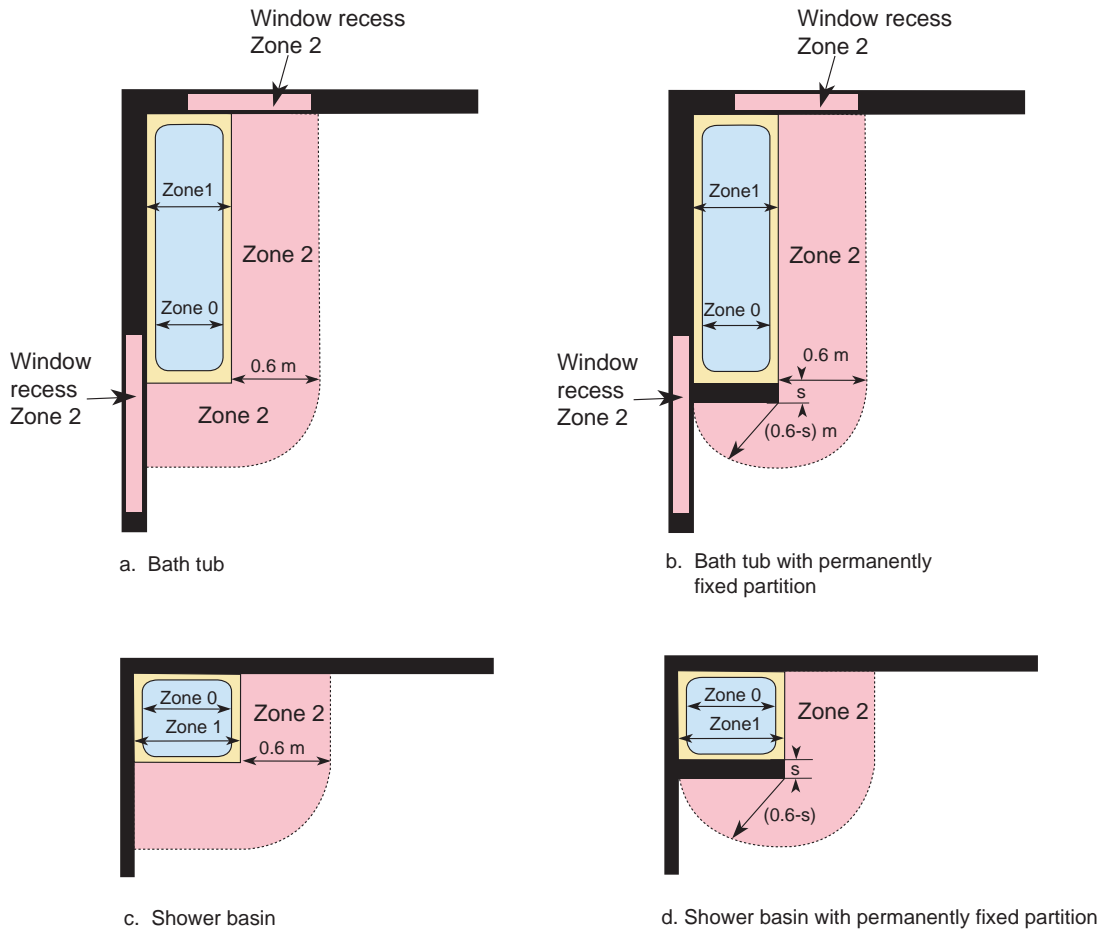 Window recess
Zone 2
Zone1
Zone 2
Zone 0
0.6 m
Window
recess
Zone 2
Zone 2
a. Bath tub
Window recess
Zone 2
Zone1
Zone 2
Zone 0
0.6 m
s
Window
recess
Zone 2
(0.6-s) m
b. Bath tub with permanently
fixed partition
Zone 0
Zone 2
Zone 1
0.6 m
c. Shower basin
Zone 0
Zone 2
Zone1
s
(0.6-s)
d. Shower basin with permanently fixed partition